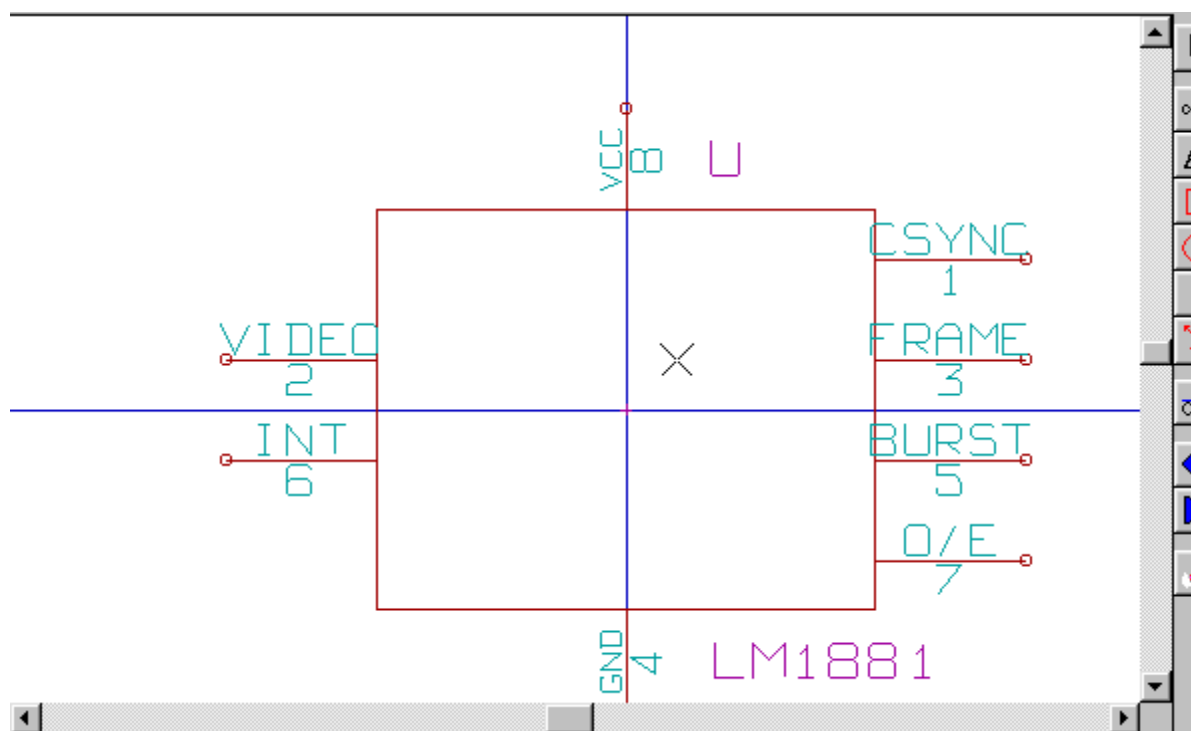 VCC
8
U
CSYNC
1
VIDEO
2
FRAME
3
INT
6
BURST
5
O/E
7
GND
4
LM1881